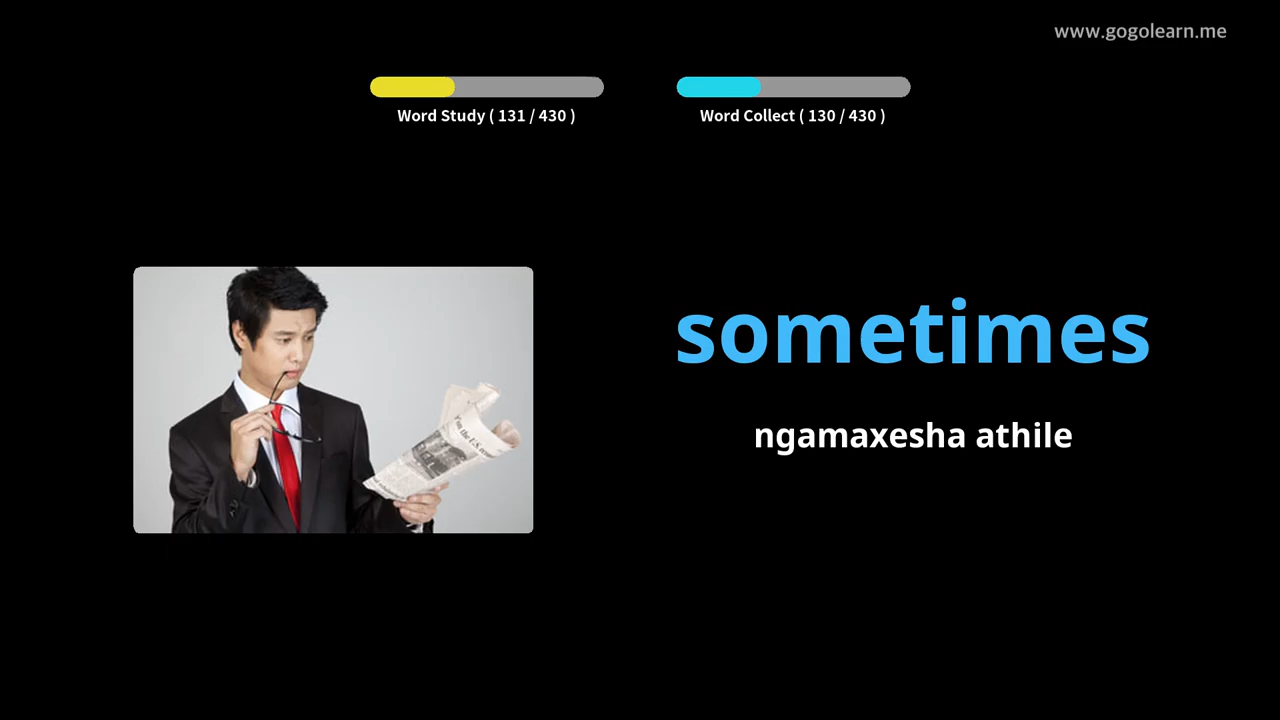 www.gogolearn.me
Word Study ( 131 / 430 )
Word Collect ( 130 / 430 )
sometimes
ngamaxesha athile